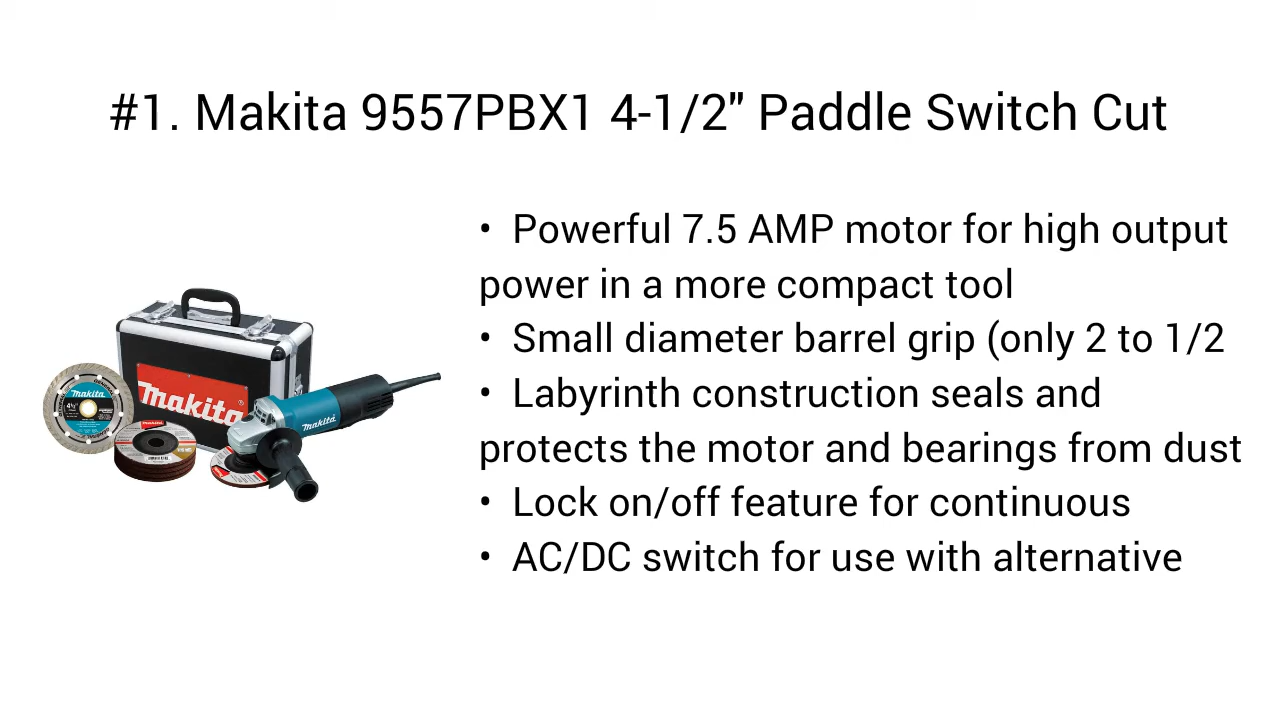 #1. Makita 9557PBX1 4-1/2" Paddle Switch Cut
• Powerful 7.5 AMP motor for high output
power in a more compact tool
• Small diameter barrel grip (only 2 to 1/2
• Labyrinth construction seals and
protects the motor and bearings from dust
• Lock on/off feature for continuous
• AC/DC switch for use with alternative
Makita®
Makita
4½"
Makita